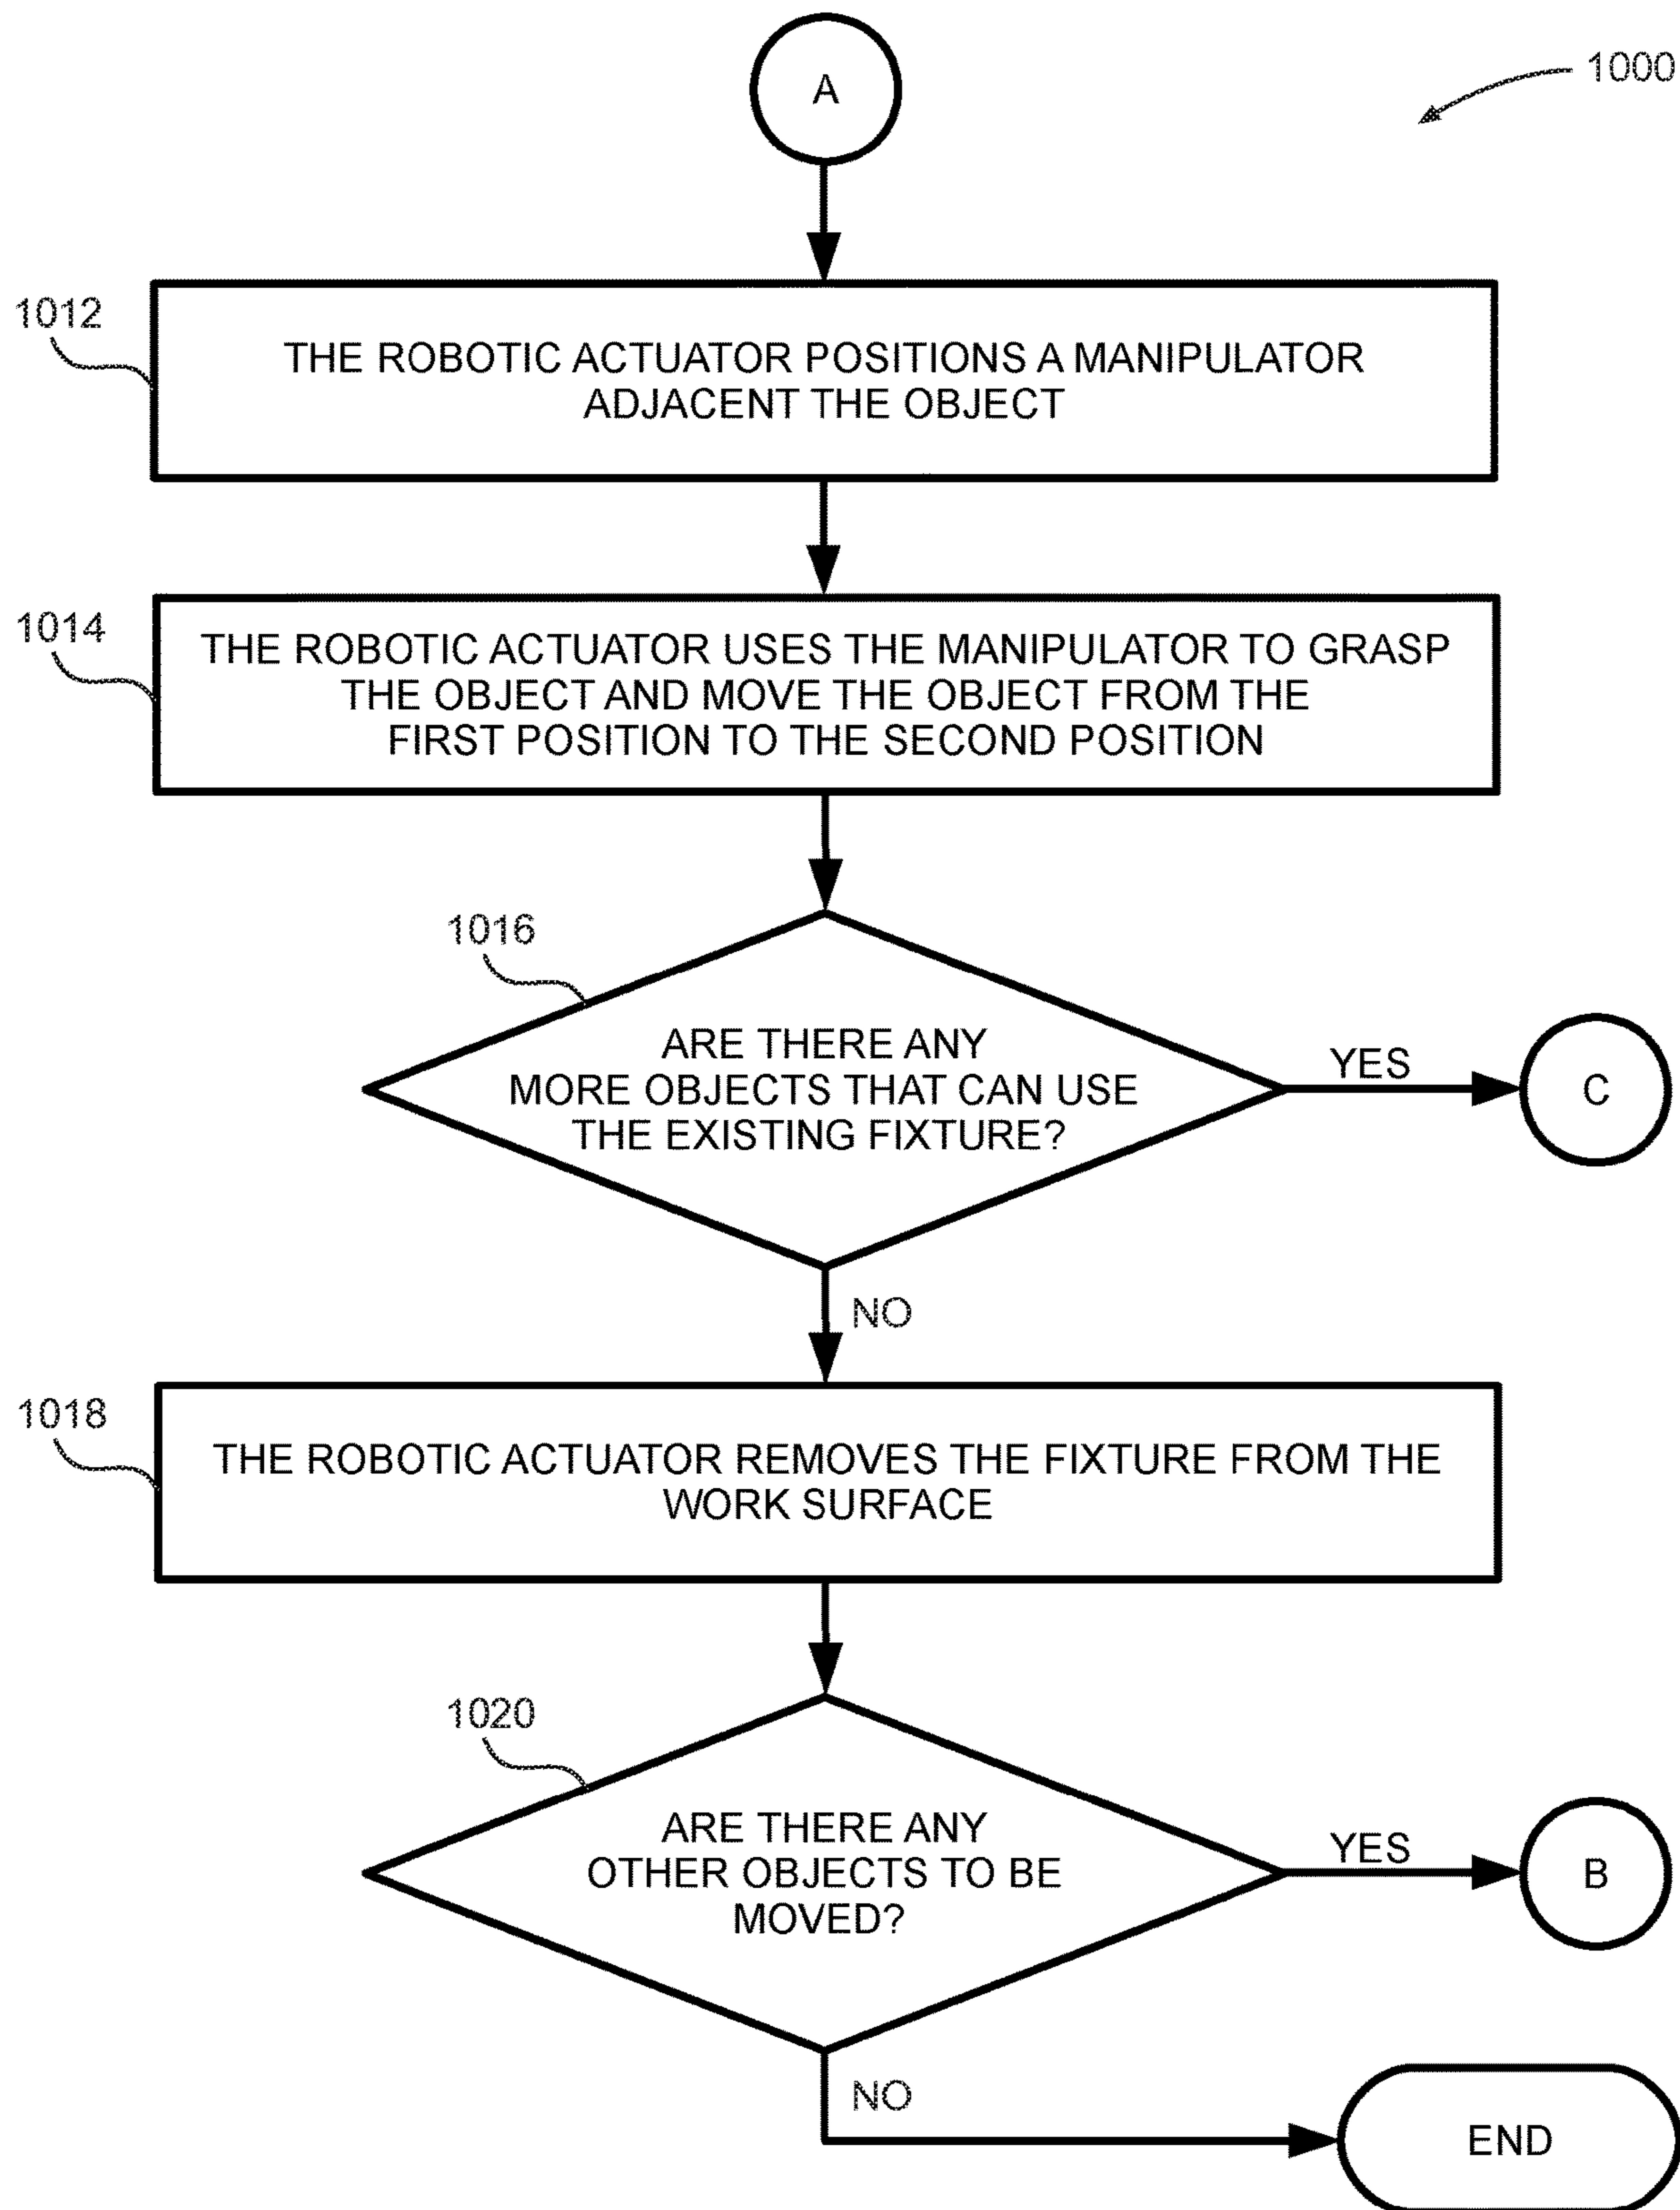 A
1000
1012
THE ROBOTIC ACTUATOR POSITIONS A MANIPULATOR
ADJACENT THE OBJECT
1014
THE ROBOTIC ACTUATOR USES THE MANIPULATOR TO GRASP
THE OBJECT AND MOVE THE OBJECT FROM THE
FIRST POSITION TO THE SECOND POSITION
1016
ARE THERE ANY
MORE OBJECTS THAT CAN USE
THE EXISTING FIXTURE?
YES
C
NO
1018
THE ROBOTIC ACTUATOR REMOVES THE FIXTURE FROM THE
WORK SURFACE
1020
ARE THERE ANY
OTHER OBJECTS TO BE
MOVED?
YES
B
NO
END